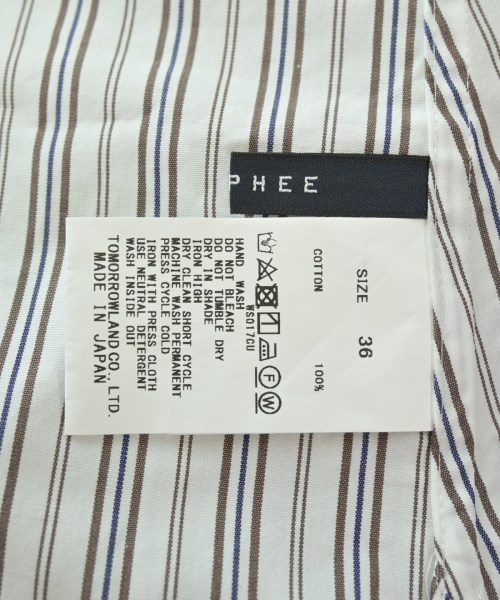 PHEE
SIZE 36
COTTON 100%
WS017CU
HAND WASH
DO NOT BLEACH
DO NOT TUMBLE DRY
DRY IN SHADE
IRON HIGH
DRY CLEAN SHORT CYCLE
MACHINE WASH PERMANENT
PRESS CYCLE COLD
IRON WITH PRESS CLOTH
USE NEUTRAL DETERGENT
WASH INSIDE OUT
TOMORROWLAND CO., LTD.
MADE IN JAPAN